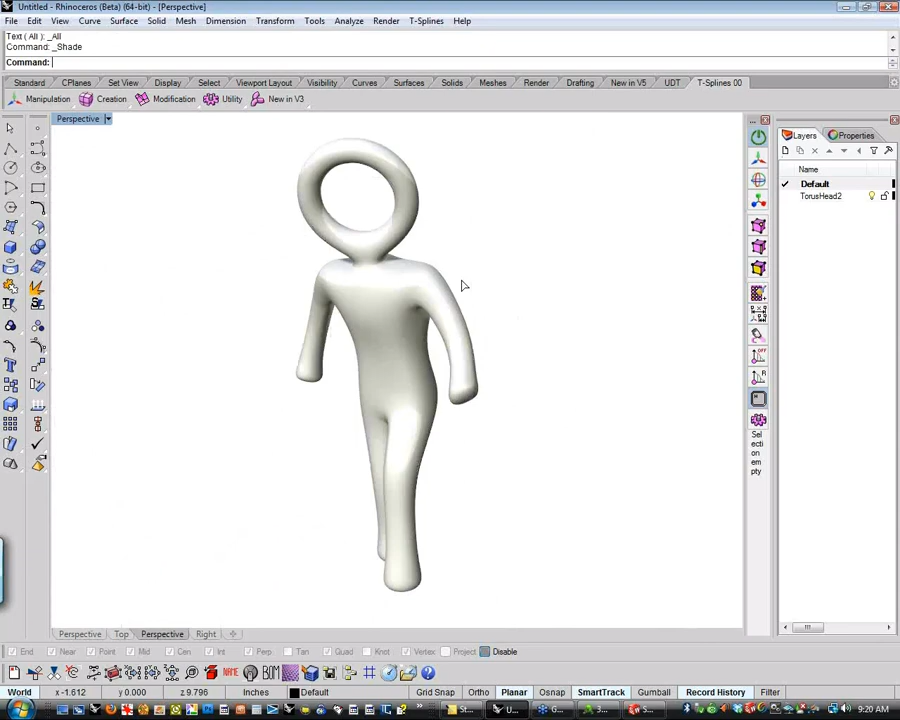 Untitled - Rhinoceros (Beta) (64-bit) - [Perspective]
File Edit View Curve Surface Solid Mesh Dimension Transform Tools Analyze Render T-Splines Help
Text ( All ): _All
Command: _Shade
Command:
Standard CPlanes Set View Display Select Viewport Layout Visibility Curves Surfaces Solids Meshes Render Drafting New in V5 UDT T-Splines 00
Manipulation Creation Modification Utility New in V3
Perspective
Layers Properties
Name
Default
TorusHead2
OFF
R
Sel
ecti
on
em
pty
Perspective Top Perspective Right
End Near Point Mid Cen Int Perp Tan Quad Knot Vertex Project Disable
NAME BOM
World x -1.612 y 0.000 z 9.796 Inches Default Grid Snap Ortho Planar Osnap SmartTrack Gumball Record History Filter
St... U... G... 3... S... 9:20 AM